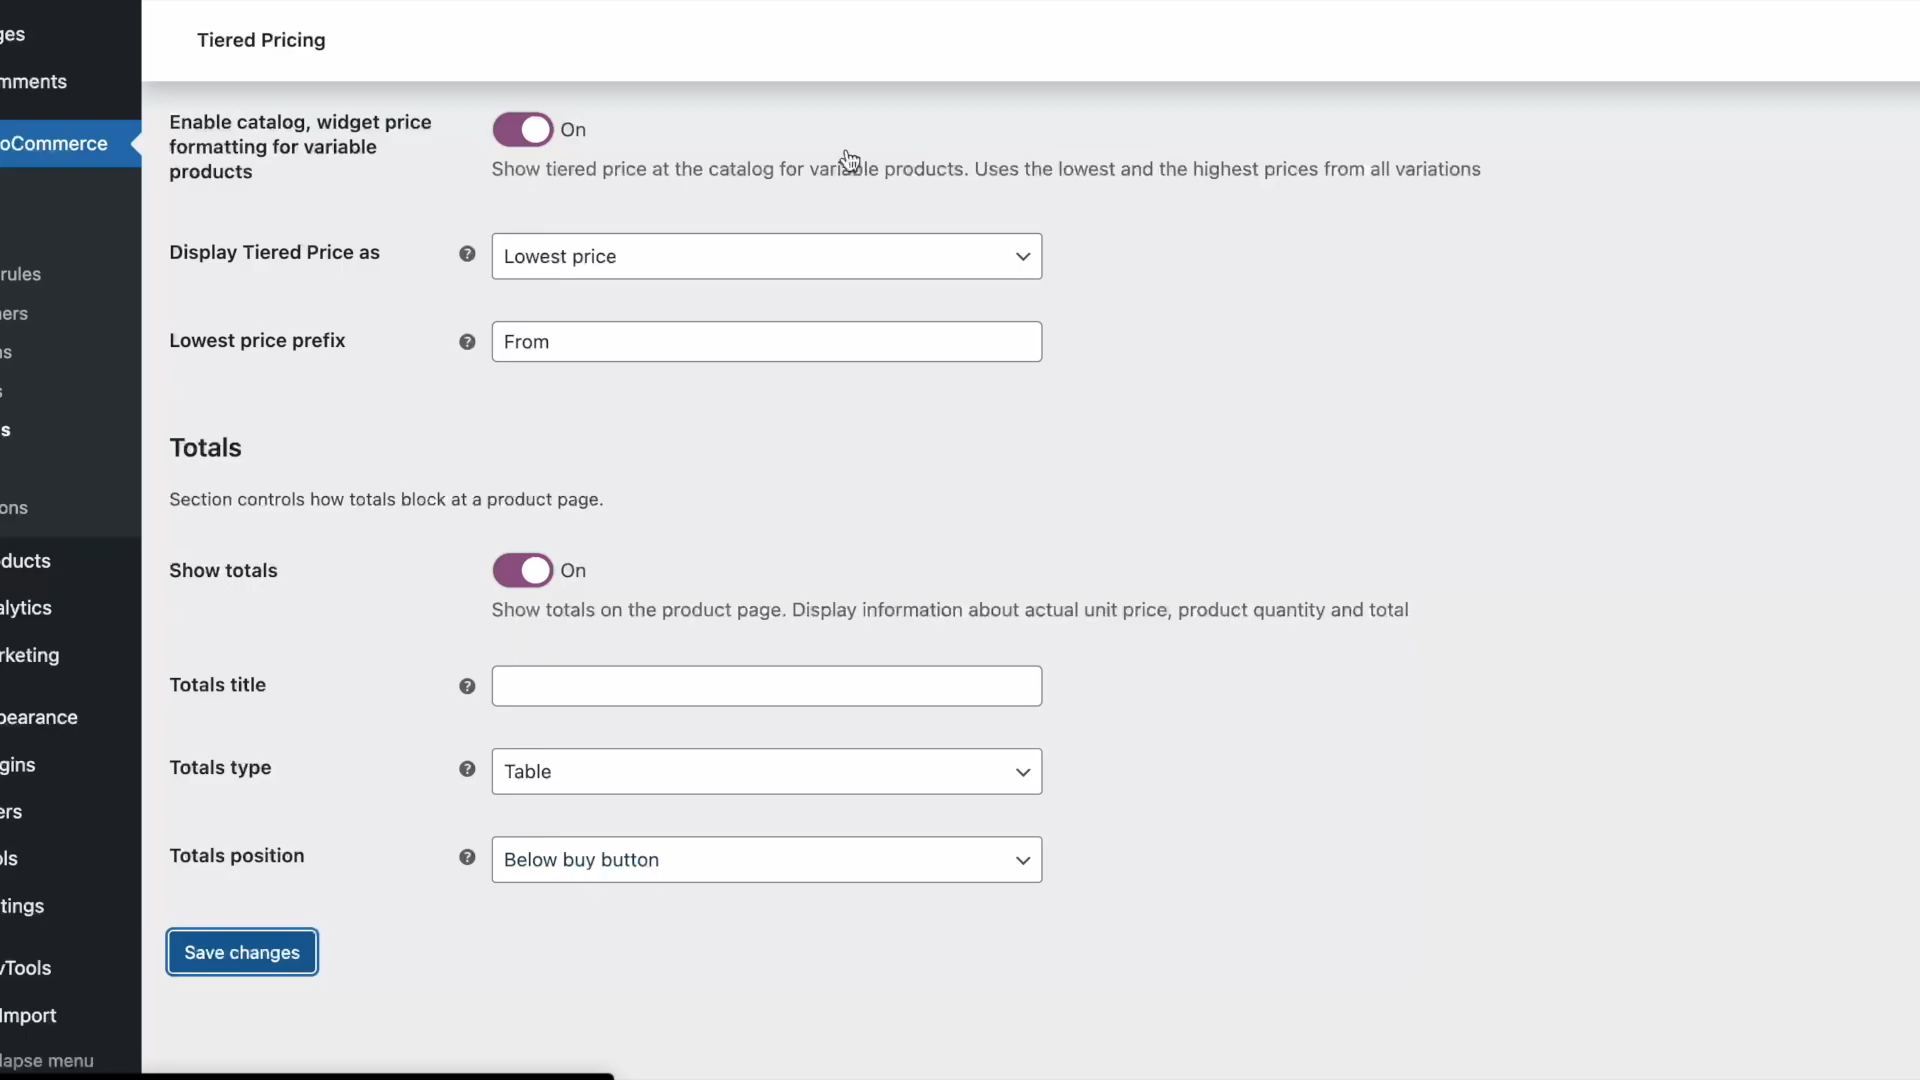 ges
mments
oCommerce
rules
ners
ns
s
s
ons
ducts
alytics
rketing
pearance
gins
ers
ols
tings
vTools
Import
lapse menu
Tiered Pricing
Enable catalog, widget price
formatting for variable
products
On
Show tiered price at the catalog for variable products. Uses the lowest and the highest prices from all variations
Display Tiered Price as
Lowest price
Lowest price prefix
From
Totals
Section controls how totals block at a product page.
Show totals
On
Show totals on the product page. Display information about actual unit price, product quantity and total
Totals title
Totals type
Table
Totals position
Below buy button
Save changes